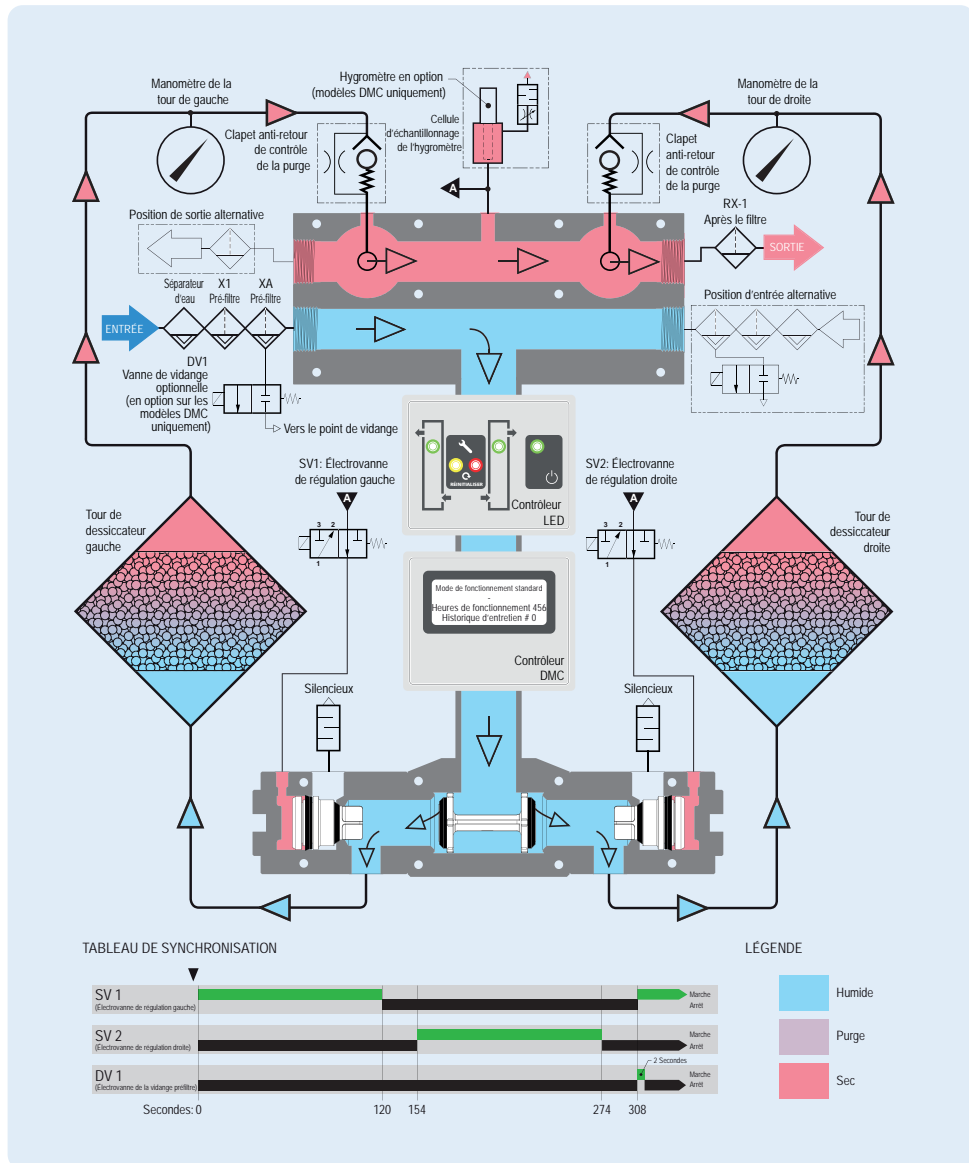 Manomètre de la
tour de gauche
Hygromètre en option
(modèles DMC uniquement)
Manomètre de la
tour de droite
Clapet anti-retour
de contrôle
de la purge
Cellule
d'échantillonnage
de l'hygromètre
Clapet
anti-retour
de contrôle
de la purge
A
RX-1
Après le filtre
SORTIE
Position de sortie alternative
Séparateur
d'eau
X1
Pré-filtre
XA
Pré-filtre
ENTRÉE
Position d'entrée alternative
DV1
Vanne de vidange
optionnelle
(en option sur les
modèles DMC
uniquement)
Vers le point de vidange
RÉINITIALISER
Contrôleur
LED
SV1: Électrovanne
de régulation gauche
A
3 2
1
SV2: Électrovanne
de régulation droite
A
3 2
1
Tour de
dessiccateur
gauche
Tour de
dessiccateur
droite
Mode de fonctionnement standard
-
Heures de fonctionnement 456
Historique d'entretien # 0
Contrôleur
DMC
Silencieux
Silencieux
TABLEAU DE SYNCHRONISATION
SV 1
(Électrovanne de régulation gauche)
Marche
Arrêt
SV 2
(Électrovanne de régulation droite)
Marche
Arrêt
DV 1
(Électrovanne de la vidange préfiltre)
2 Secondes
Marche
Arrêt
Secondes: 0 120 154 274 308
LÉGENDE
Humide
Purge
Sec